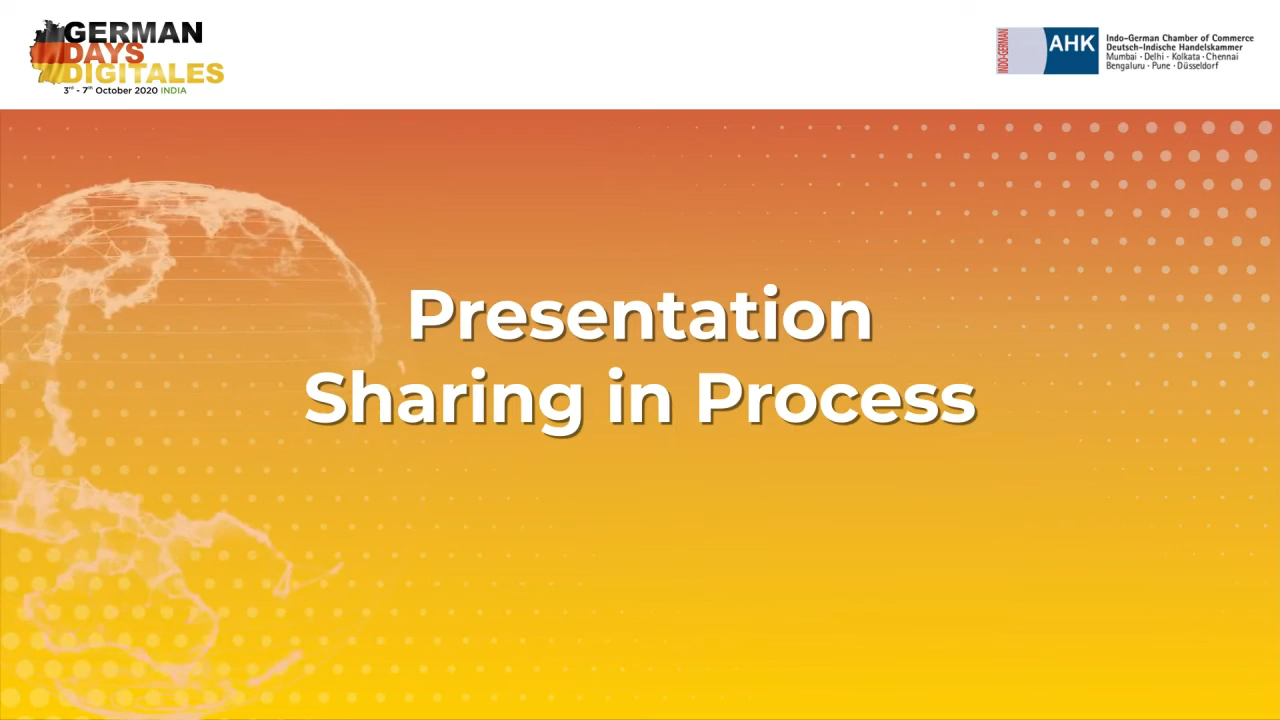 GERMAN
DAYS
DIGITALES
3rd - 7th October 2020 INDIA
INDO-GERMAN
AHK
Indo-German Chamber of Commerce
Deutsch-Indische Handelskammer
Mumbai · Delhi · Kolkata · Chennai
Bengaluru · Pune · Düsseldorf
Presentation
Sharing in Process